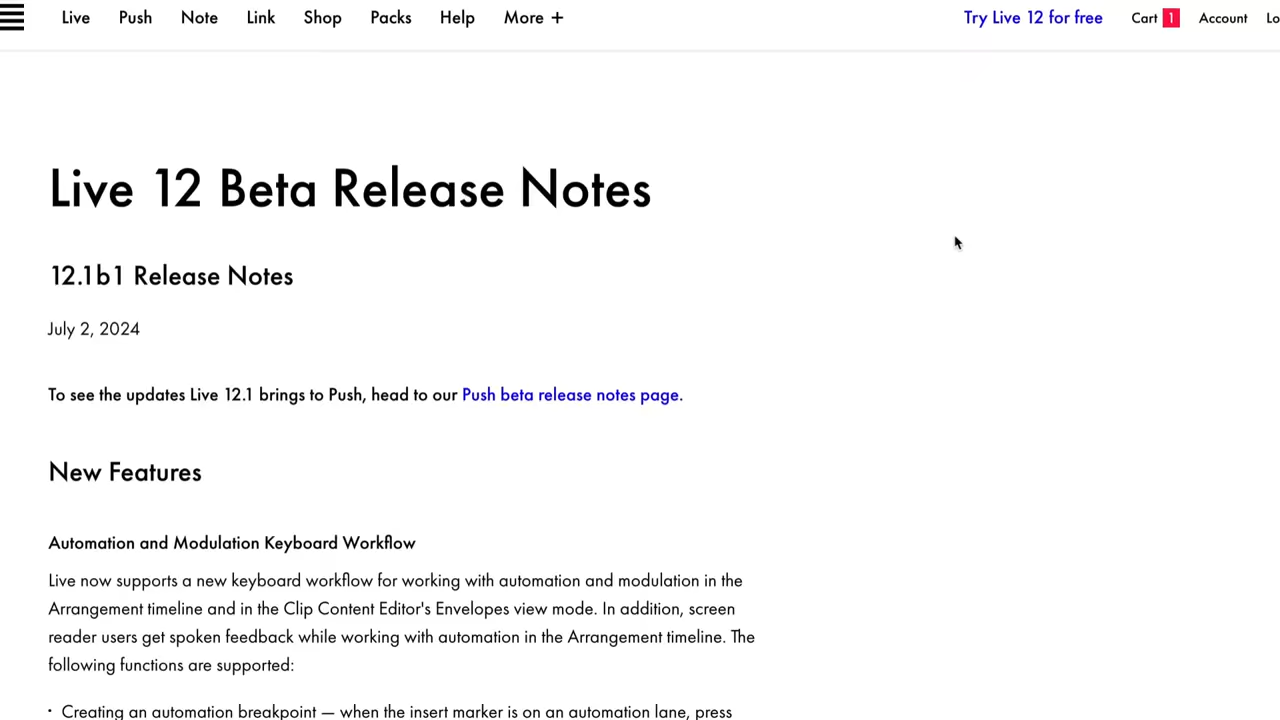 Live Push Note Link Shop Packs Help More + Try Live 12 for free Cart 1 Account Lo
Live 12 Beta Release Notes
12.1b1 Release Notes
July 2, 2024
To see the updates Live 12.1 brings to Push, head to our Push beta release notes page.
New Features
Automation and Modulation Keyboard Workflow
Live now supports a new keyboard workflow for working with automation and modulation in the
Arrangement timeline and in the Clip Content Editor's Envelopes view mode. In addition, screen
reader users get spoken feedback while working with automation in the Arrangement timeline. The
following functions are supported:
· Creating an automation breakpoint — when the insert marker is on an automation lane, press